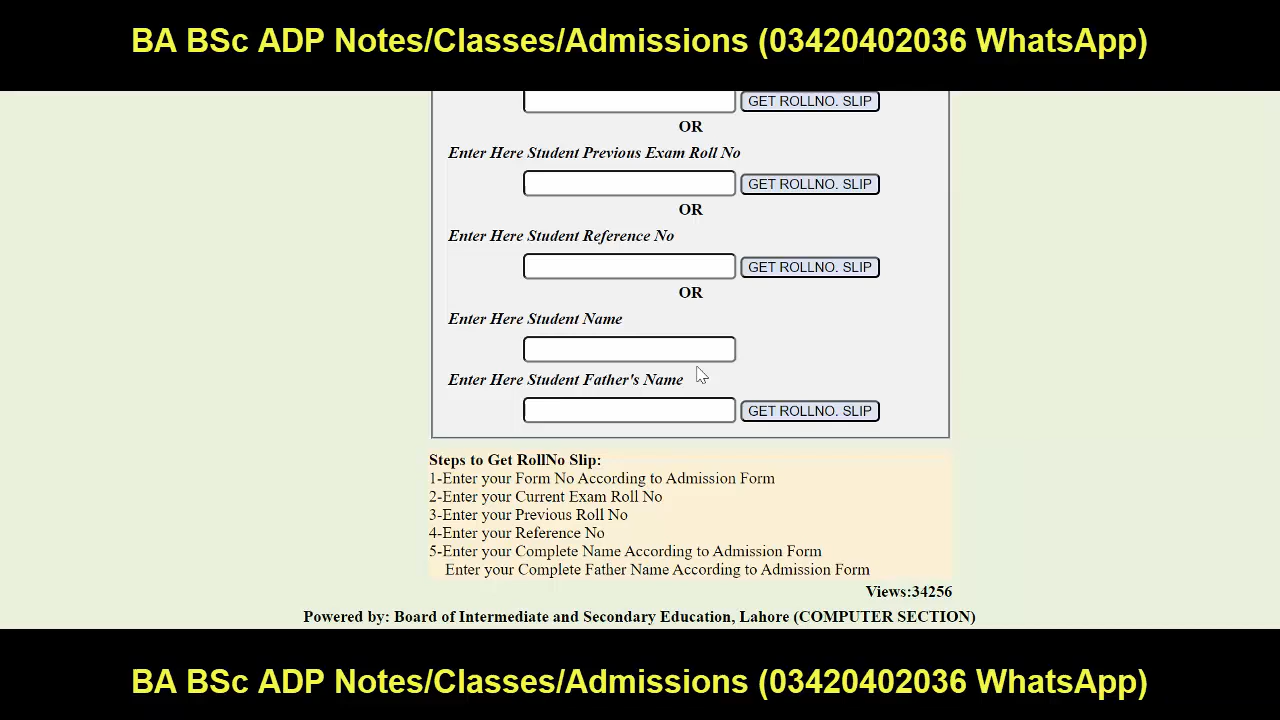 BA BSc ADP Notes/Classes/Admissions (03420402036 WhatsApp)
GET ROLLNO. SLIP
OR
Enter Here Student Previous Exam Roll No
GET ROLLNO. SLIP
OR
Enter Here Student Reference No
GET ROLLNO. SLIP
OR
Enter Here Student Name
Enter Here Student Father's Name
GET ROLLNO. SLIP
Steps to Get RollNo Slip:
1-Enter your Form No According to Admission Form
2-Enter your Current Exam Roll No
3-Enter your Previous Roll No
4-Enter your Reference No
5-Enter your Complete Name According to Admission Form
Enter your Complete Father Name According to Admission Form
Views:34256
Powered by: Board of Intermediate and Secondary Education, Lahore (COMPUTER SECTION)
BA BSc ADP Notes/Classes/Admissions (03420402036 WhatsApp)